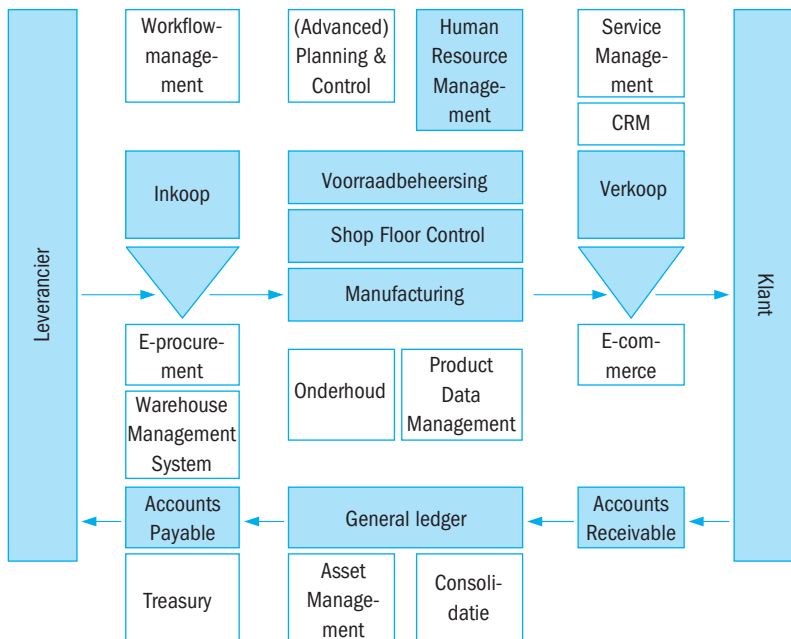 Workflow-
manage-
ment
(Advanced)
Planning &
Control
Human
Resource
Manage-
ment
Service
Manage-
ment
CRM
Leverancier
Inkoop
Voorraadbeheersing
Shop Floor Control
Manufacturing
Verkoop
Klant
E-procure-
ment
Warehouse
Management
System
Onderhoud
Product
Data
Management
E-com-
merce
Accounts
Payable
General ledger
Accounts
Receivable
Treasury
Asset
Manage-
ment
Consoli-
datie